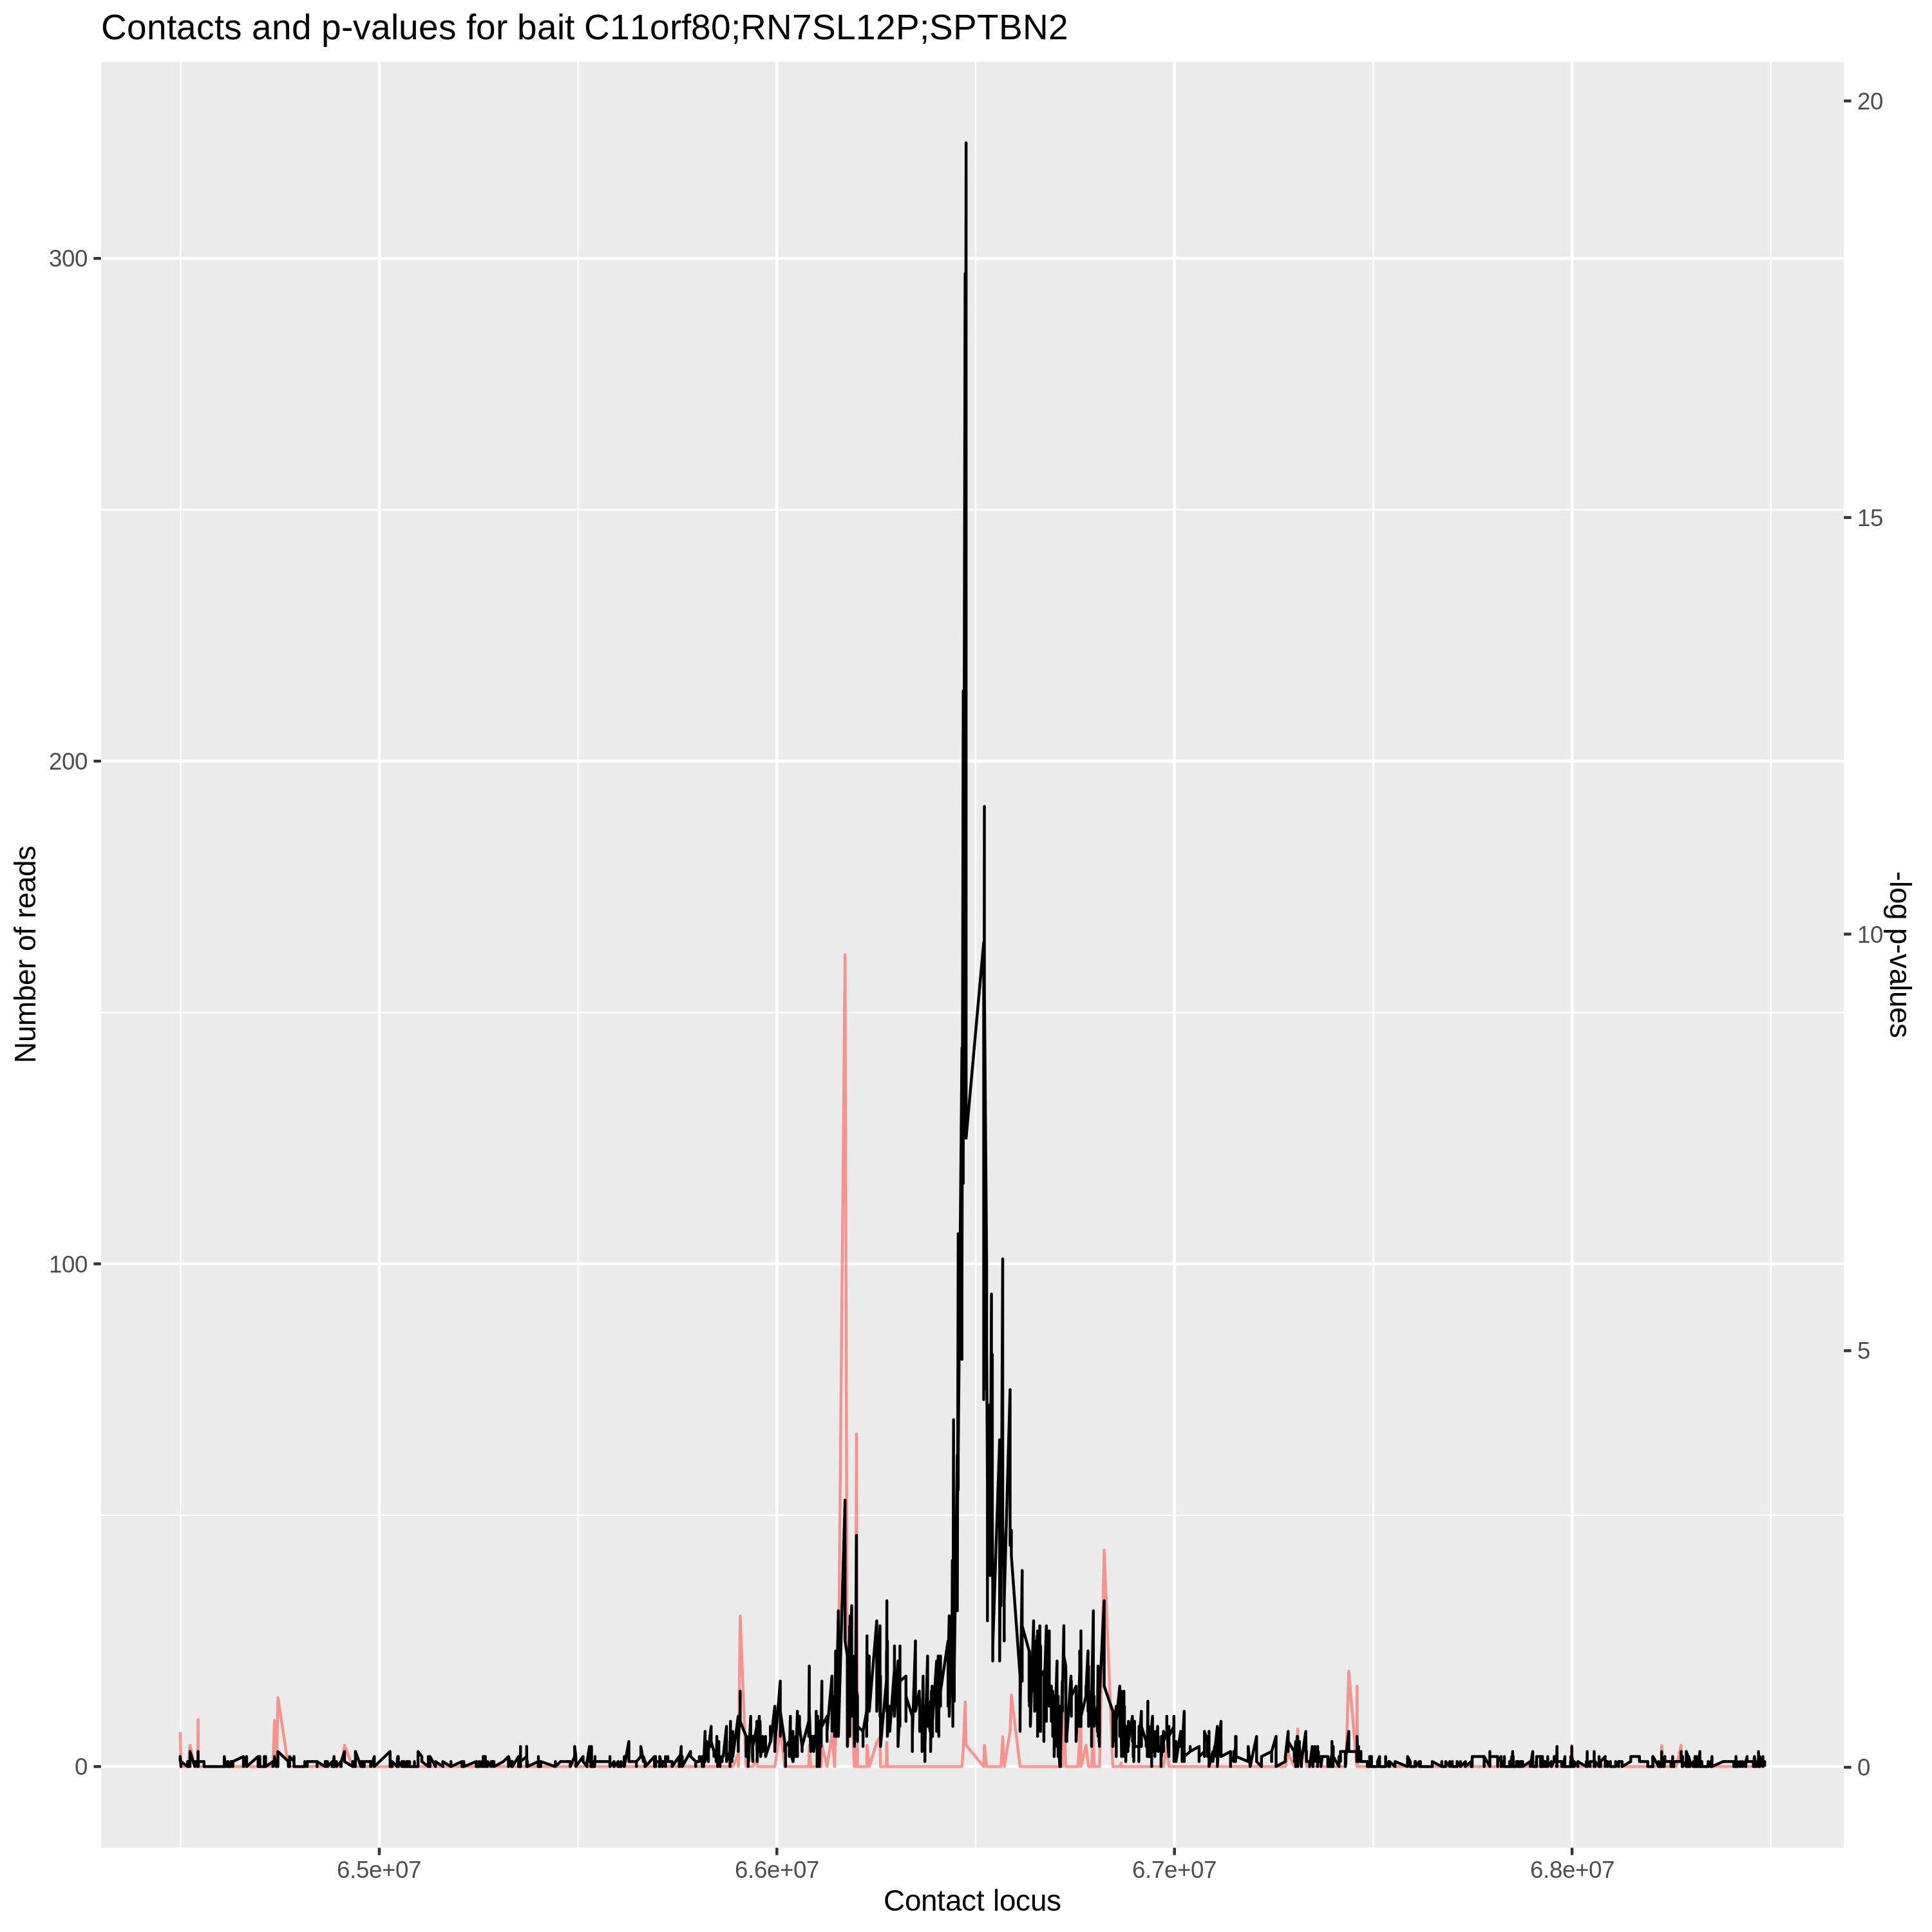 Contacts and p-values for bait C11orf80;RN7SL12P;SPTBN2
20
300
15
200
Number of reads
-log p-values
10
100
5
0
0
6.5e+07
6.6e+07
6.7e+07
6.8e+07
Contact locus